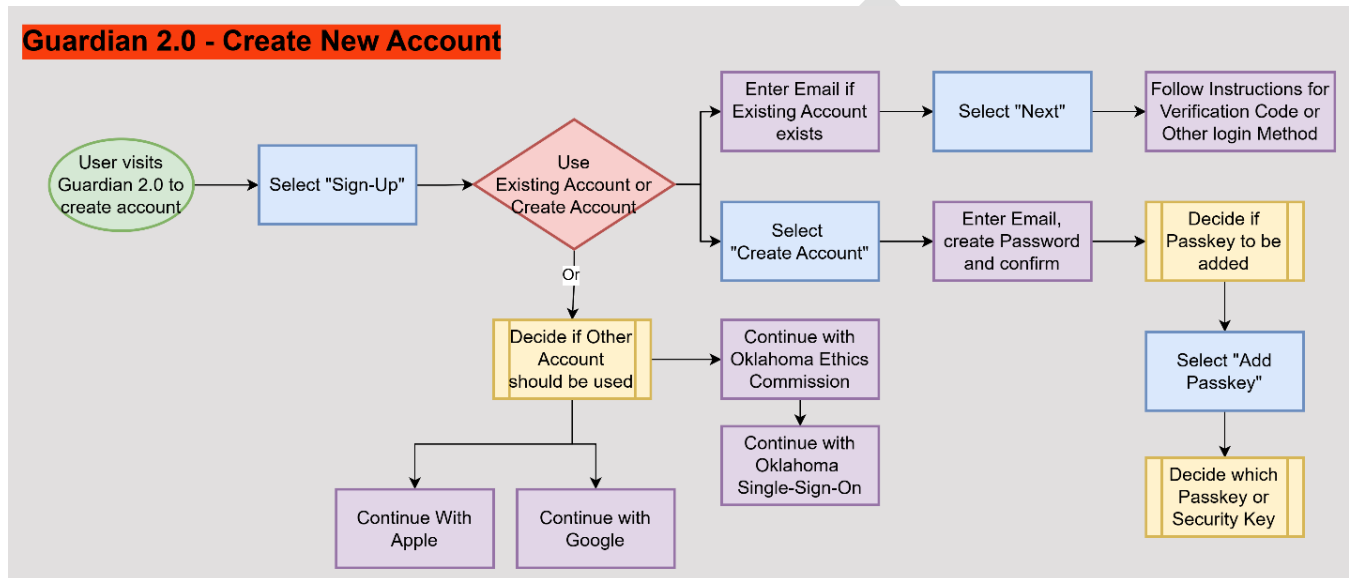 Guardian 2.0 - Create New Account
User visits
Guardian 2.0 to
create account
Select "Sign-Up"
Use
Existing Account or
Create Account
Enter Email if
Existing Account
exists
Select "Next"
Follow Instructions for
Verification Code or
Other login Method
Select
"Create Account"
Enter Email,
create Password
and confirm
Decide if
Passkey to be
added
Select "Add
Passkey"
Decide which
Passkey or
Security Key
Or
Decide if Other
Account
should be used
Continue with
Oklahoma Ethics
Commission
Continue with
Oklahoma
Single-Sign-On
Continue With
Apple
Continue with
Google